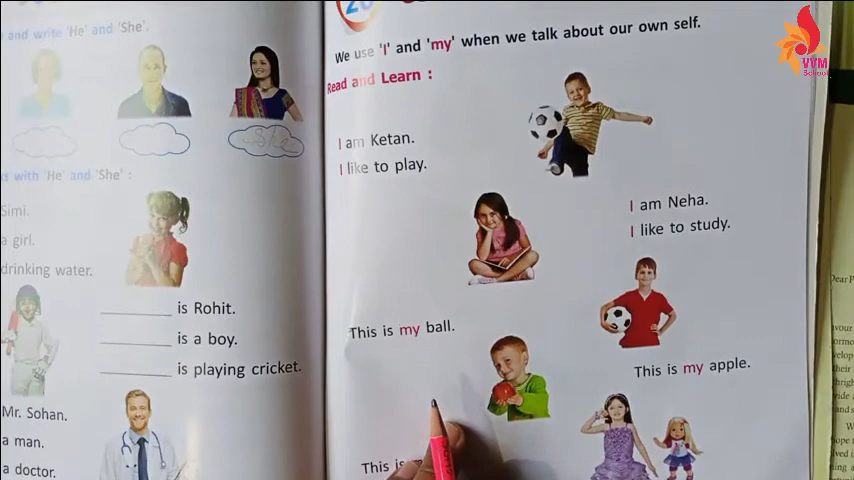 and write 'He' and 'She'.
She
with 'He' and 'She' :
Simi.
a girl.
drinking water.
is Rohit.
is a boy.
is playing cricket.
Mr. Sohan.
a man.
a doctor.
We use 'I' and 'my' when we talk about our own self.
Read and Learn :
I am Ketan.
I like to play.
I am Neha.
I like to study.
This is my ball.
This is my apple.
This is
VVM
School
Dear P